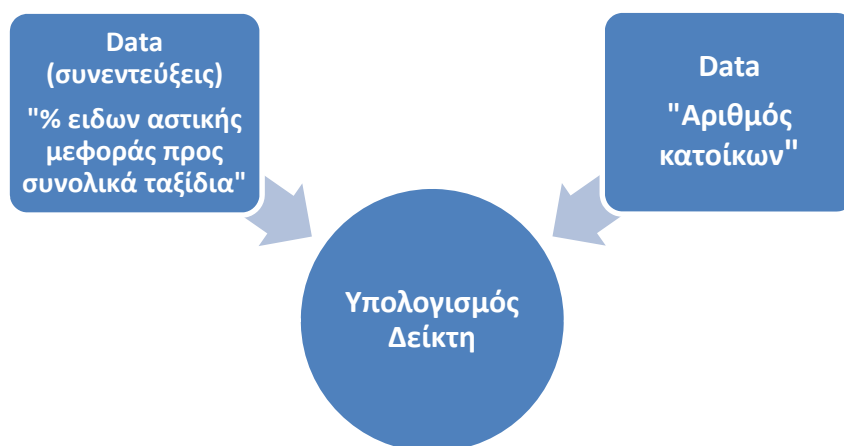 Data
(συνεντεύξεις)
"% ειδων αστικής
μεφοράς προς
συνολικά ταξίδια"
Data
"Αριθμός
κατοίκων"
Υπολογισμός
Δείκτη